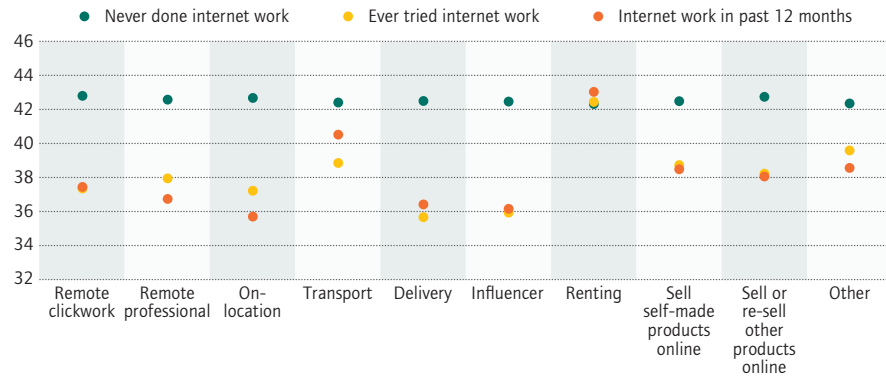 Never done internet work
Ever tried internet work
Internet work in past 12 months
46
44
42
40
38
36
34
32
Remote
clickwork
Remote
professional
On-
location
Transport
Delivery
Influencer
Renting
Sell
self-made
products
online
Sell or
re-sell
other
products
online
Other